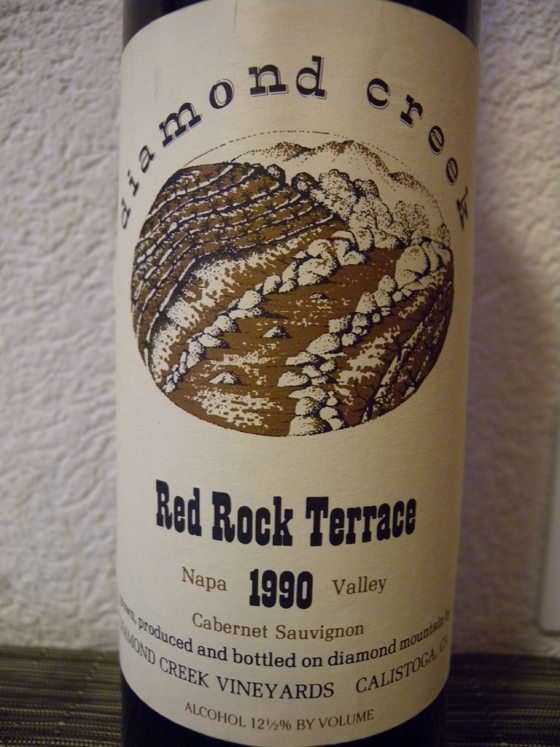 diamond creek
Red Rock Terrace
Napa 1990 Valley
Cabernet Sauvignon
produced and bottled on diamond mountain by
DIAMOND CREEK VINEYARDS CALISTOGA, CA
ALCOHOL 12½% BY VOLUME